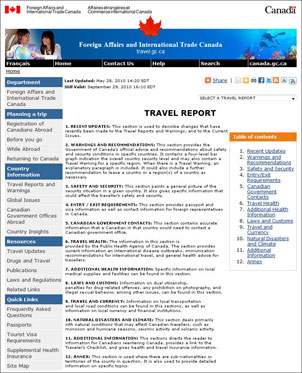 Foreign Affairs and International Trade Canada
Affaires étrangères et Commerce international Canada
Canada
Foreign Affairs and International Trade Canada
travel.gc.ca
Français Home Contact Us Help Search canada.gc.ca
Home
Department
Foreign Affairs and
International Trade
Canada
Planning a trip
Registration of
Canadians Abroad
Before you go
While Abroad
Returning to Canada
Country
Information
Travel Reports and
Warnings
Global Issues
Canadian
Government Offices
Abroad
Country Insights
Resources
Travel Updates
Drugs and Travel
Publications
Laws and Regulations
Related Links
Quick Links
Frequently Asked
Questions
Passports
Tourist Visa
Requirements
Supplemental Health
Insurance
Site Map
Last Updated: May 28, 2010 14:20 EDT
Still Valid: September 29, 2010 16:10 EDT
Share
SELECT A TRAVEL REPORT
TRAVEL REPORT
1. RECENT UPDATES: This section is used to describe changes that have
recently been made to the Travel Reports and Warnings, and to the Country
Issues.
2. WARNINGS AND RECOMMENDATIONS: This section provides the
Government of Canada's official advice and recommendations about safety
and security conditions in specific countries. It contains a four-level bar
graph indicating the overall country security level and may also contain a
Travel Warning for a specific region. When there is a Travel Warning, an
explanatory paragraph is included. It could also include a recommendation
to leave a country or a region(s) of a country as
necessary.
3. SAFETY AND SECURITY: This section paints a general picture of the
security situation in a given country. It also gives specific information that
could affect the traveller's safety and security.
4. ENTRY / EXIT REQUIREMENTS: This section provides passport and
visa information as well as contact information for foreign representatives in
Canada.
5. CANADIAN GOVERNMENT CONTACTS: This section contains accurate
information that a Canadian in that country would need to contact a
government office.
6. TRAVEL HEALTH: The information in this section is
provided by the Public Health Agency of Canada. The section provides
information on international disease outbreaks, immunization
recommendations for international travel, and general health advice for
travellers.
7. ADDITIONAL HEALTH INFORMATION: Specific information on local
medical supplies and facilities can be found in this section.
8. LAWS AND CUSTOMS: Information on dual citizenship,
penalties for drug-related offences, any prohibition on photography, and
illegal sexual behavior, among other issues, can be found in this section.
9. TRAVEL AND CURRENCY: Information on local transportation
and local road conditions can be found in this section, as well as
information on local currency and financial institutions.
10. NATURAL DISASTERS AND CLIMATE: This section deals primarily
with natural conditions that may affect Canadian travellers, such as
monsoon and hurricane seasons, seismic activity and volcanic activity.
11. ADDITIONAL INFORMATION: This section directs the reader to
information for Canadians reentering Canada, provides a link to the
Traveler's Checklist, and gives health and travel insurance information.
12. ANNEX: This section is used when there are sub-nationalities or
territories of the country in question. It is also used to provide detailed
information on specific topics.
Table of contents:
1. Recent Updates
2. Warnings and
Recommendations
3. Safety and Security
4. Entry/Exit
Requirements
5. Canadian
Government
Contacts
6. Travel Health
7. Additional Health
Information
8. Laws and Customs
9. Travel and
Currency
10. Natural Disasters
and Climate
11. Additional
Information
12. Annex